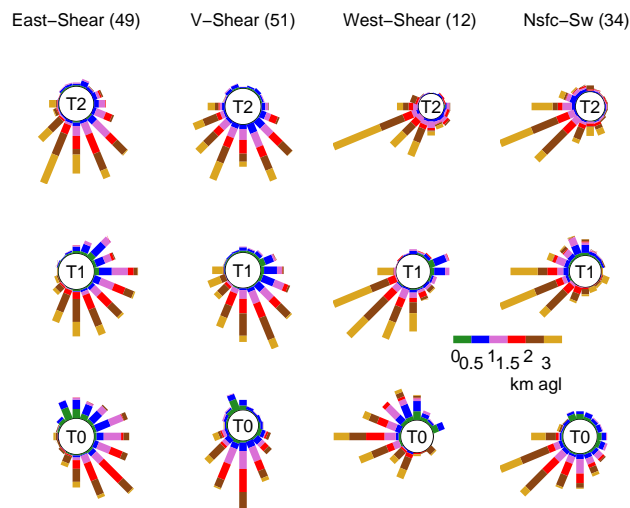 East−Shear (49) V−Shear (51) West−Shear (12) Nsfc−Sw (34)
T2 T2 T2 T2
T1 T1 T1 T1
0 0.5 1 1.5 2 3
km agl
T0 T0 T0 T0